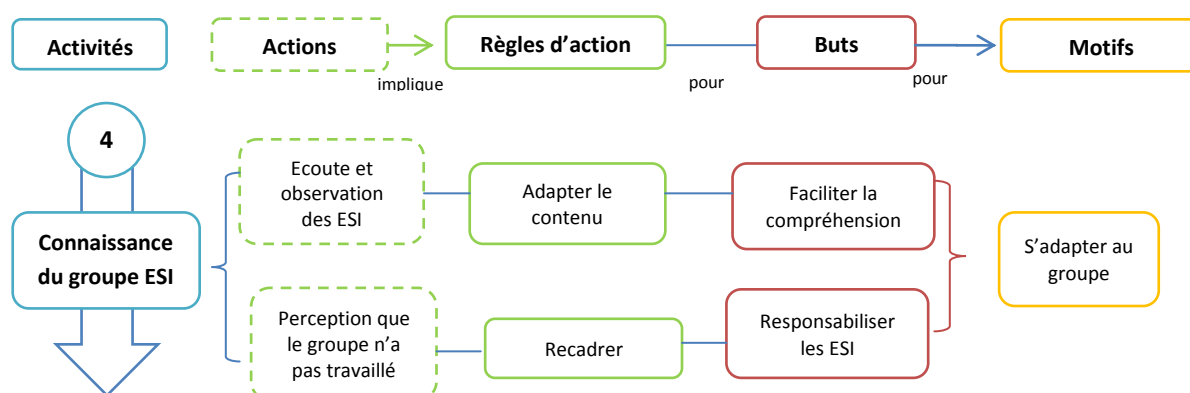 Activités
Actions
implique
Règles d'action
pour
Buts
pour
Motifs
4
Connaissance
du groupe ESI
Ecoute et
observation
des ESI
Adapter le
contenu
Faciliter la
compréhension
S'adapter au
groupe
Perception que
le groupe n'a
pas travaillé
Recadrer
Responsabiliser
les ESI